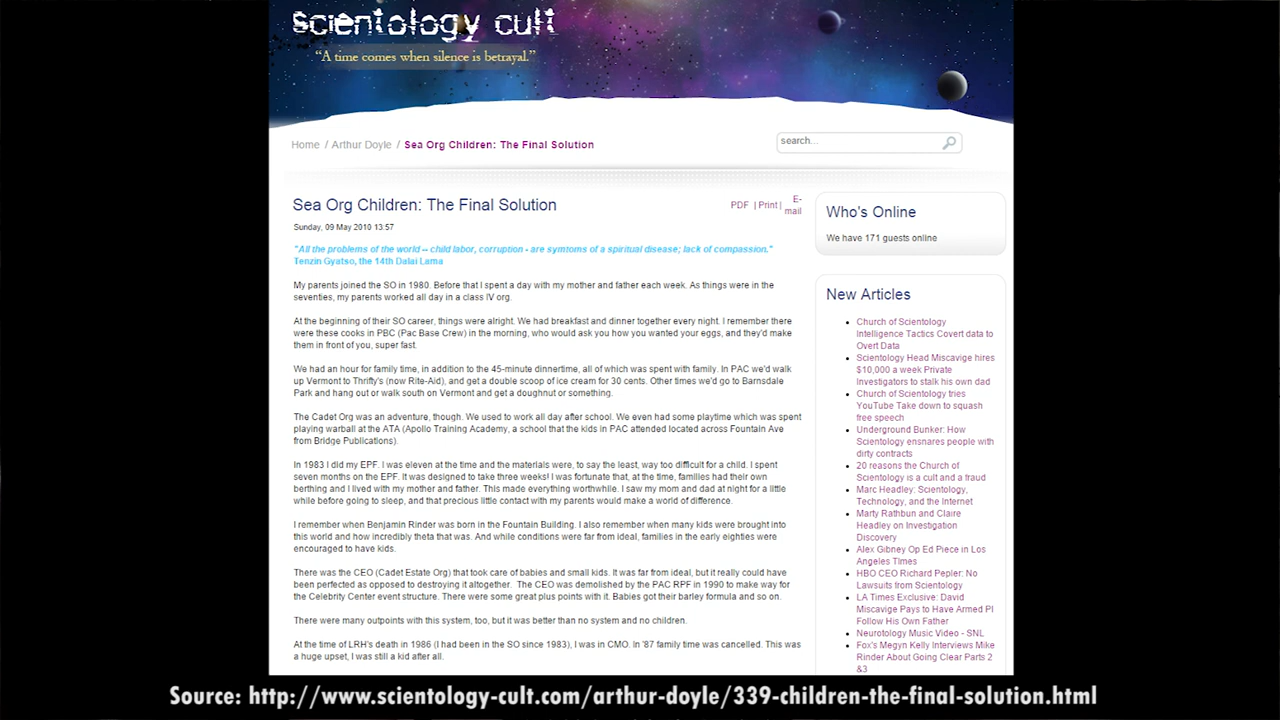 scientology cult
“A time comes when silence is betrayal.”
Home / Arthur Doyle / Sea Org Children: The Final Solution
search...
Sea Org Children: The Final Solution
PDF | Print | E-
mail
Sunday, 09 May 2010 13:57
"All the problems of the world -- child labor, corruption - are symtoms of a spiritual disease; lack of compassion."
Tenzin Gyatso, the 14th Dalai Lama
My parents joined the SO in 1980. Before that I spent a day with my mother and father each week. As things were in the
seventies, my parents worked all day in a class IV org.
At the beginning of their SO career, things were alright. We had breakfast and dinner together every night. I remember there
were these cooks in PBC (Pac Base Crew) in the morning, who would ask you how you wanted your eggs, and they'd make
them in front of you, super fast.
We had an hour for family time, in addition to the 45-minute dinnertime, all of which was spent with family. In PAC we'd walk
up Vermont to Thrifty's (now Rite-Aid), and get a double scoop of ice cream for 30 cents. Other times we'd go to Barnsdale
Park and hang out or walk south on Vermont and get a doughnut or something.
The Cadet Org was an adventure, though. We used to work all day after school. We even had some playtime which was spent
playing warball at the ATA (Apollo Training Academy, a school that the kids in PAC attended located across Fountain Ave
from Bridge Publications).
In 1983 I did my EPF. I was eleven at the time and the materials were, to say the least, way too difficult for a child. I spent
seven months on the EPF. It was designed to take three weeks! I was fortunate that, at the time, families had their own
berthing and I lived with my mother and father. This made everything worthwhile. I saw my mom and dad at night for a little
while before going to sleep, and that precious little contact with my parents would make a world of difference.
I remember when Benjamin Rinder was born in the Fountain Building. I also remember when many kids were brought into
this world and how incredibly theta that was. And while conditions were far from ideal, families in the early eighties were
encouraged to have kids.
There was the CEO (Cadet Estate Org) that took care of babies and small kids. It was far from ideal, but it really could have
been perfected as opposed to destroying it altogether. The CEO was demolished by the PAC RPF in 1990 to make way for
the Celebrity Center event structure. There were some great plus points with it. Babies got their barley formula and so on.
There were many outpoints with this system, too, but it was better than no system and no children.
At the time of LRH's death in 1986 (I had been in the SO since 1983), I was in CMO. In '87 family time was cancelled. This was
a huge upset, I was still a kid after all.
Who's Online
We have 171 guests online
New Articles
Church of Scientology
Intelligence Tactics Covert data to
Overt Data
Scientology Head Miscavige hires
$10,000 a week Private
Investigators to stalk his own dad
Church of Scientology tries
YouTube Take down to squash
free speech
Underground Bunker: How
Scientology ensnares people with
dirty contracts
20 reasons the Church of
Scientology is a cult and a fraud
Marc Headley: Scientology,
Technology, and the Internet
Marty Rathbun and Claire
Headley on Investigation
Discovery
Alex Gibney Op Ed Piece in Los
Angeles Times
HBO CEO Richard Pepler: No
Lawsuits from Scientology
LA Times Exclusive: David
Miscavige Pays to Have Armed PI
Follow His Own Father
Neurotology Music Video - SNL
Fox's Megyn Kelly Interviews Mike
Rinder About Going Clear Parts 2
&3
Source: http://www.scientology-cult.com/arthur-doyle/339-children-the-final-solution.html